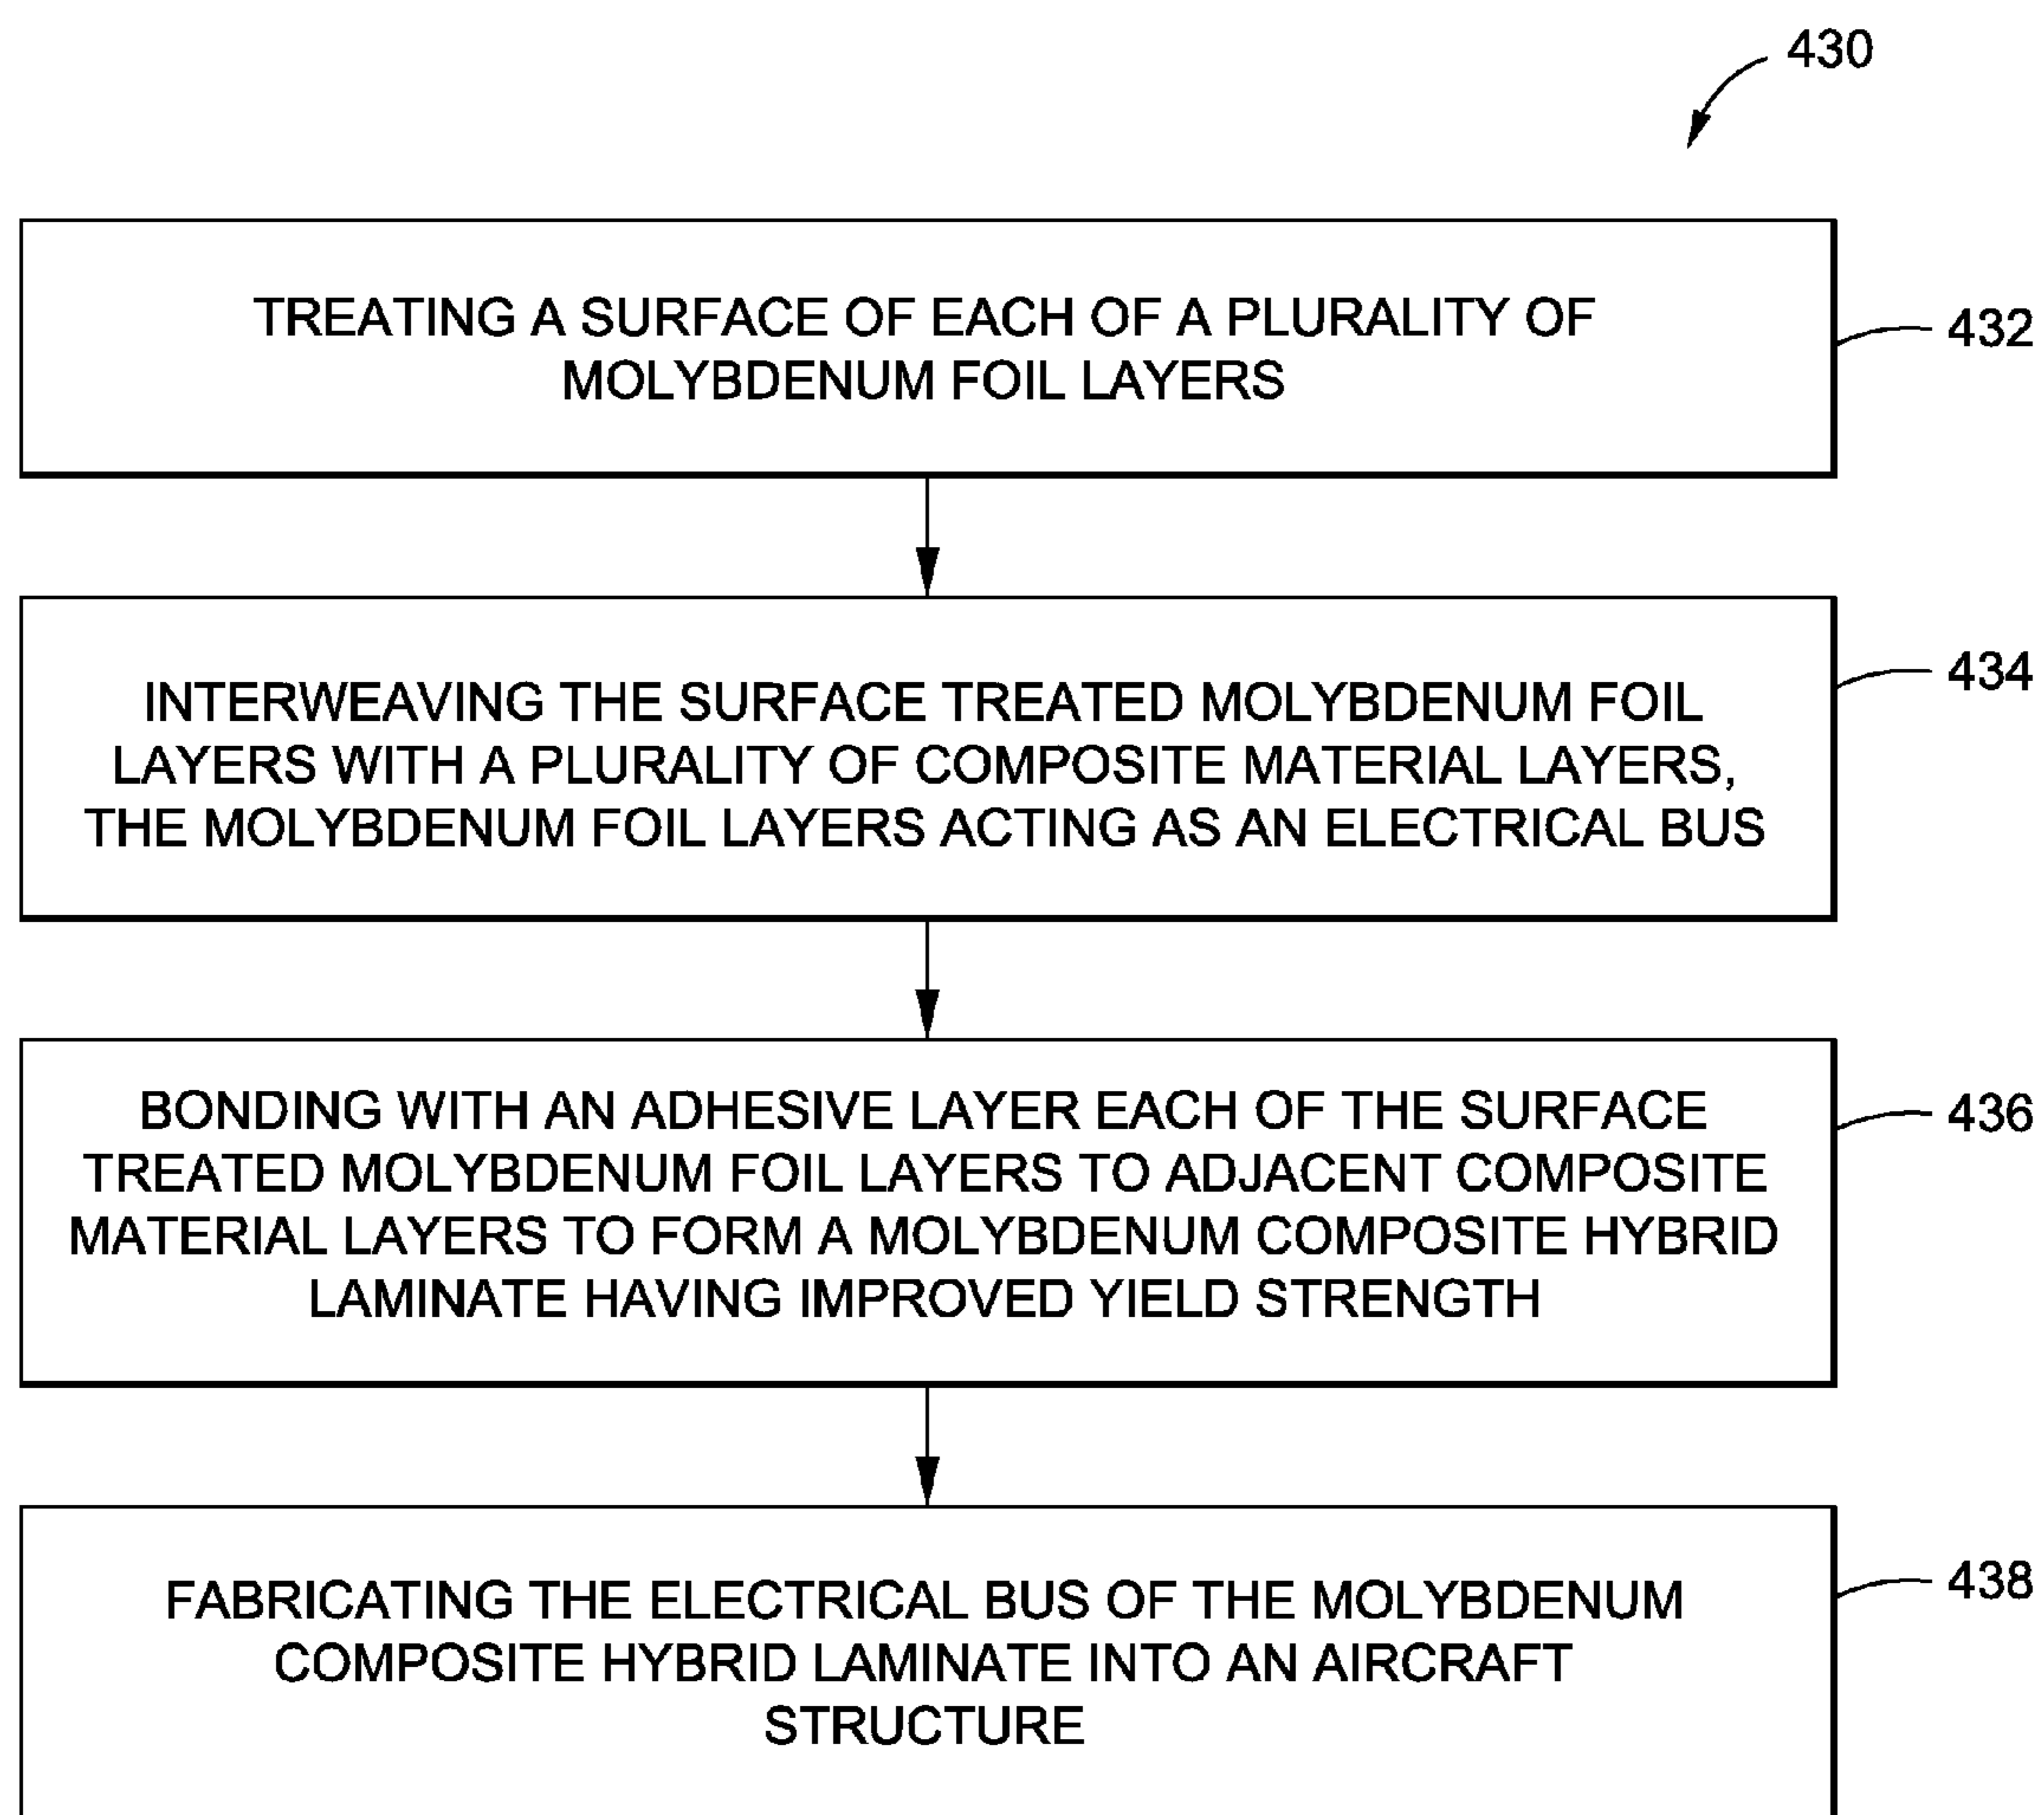 430
TREATING A SURFACE OF EACH OF A PLURALITY OF
MOLYBDENUM FOIL LAYERS
432
INTERWEAVING THE SURFACE TREATED MOLYBDENUM FOIL
LAYERS WITH A PLURALITY OF COMPOSITE MATERIAL LAYERS,
THE MOLYBDENUM FOIL LAYERS ACTING AS AN ELECTRICAL BUS
434
BONDING WITH AN ADHESIVE LAYER EACH OF THE SURFACE
TREATED MOLYBDENUM FOIL LAYERS TO ADJACENT COMPOSITE
MATERIAL LAYERS TO FORM A MOLYBDENUM COMPOSITE HYBRID
LAMINATE HAVING IMPROVED YIELD STRENGTH
436
FABRICATING THE ELECTRICAL BUS OF THE MOLYBDENUM
COMPOSITE HYBRID LAMINATE INTO AN AIRCRAFT
STRUCTURE
438